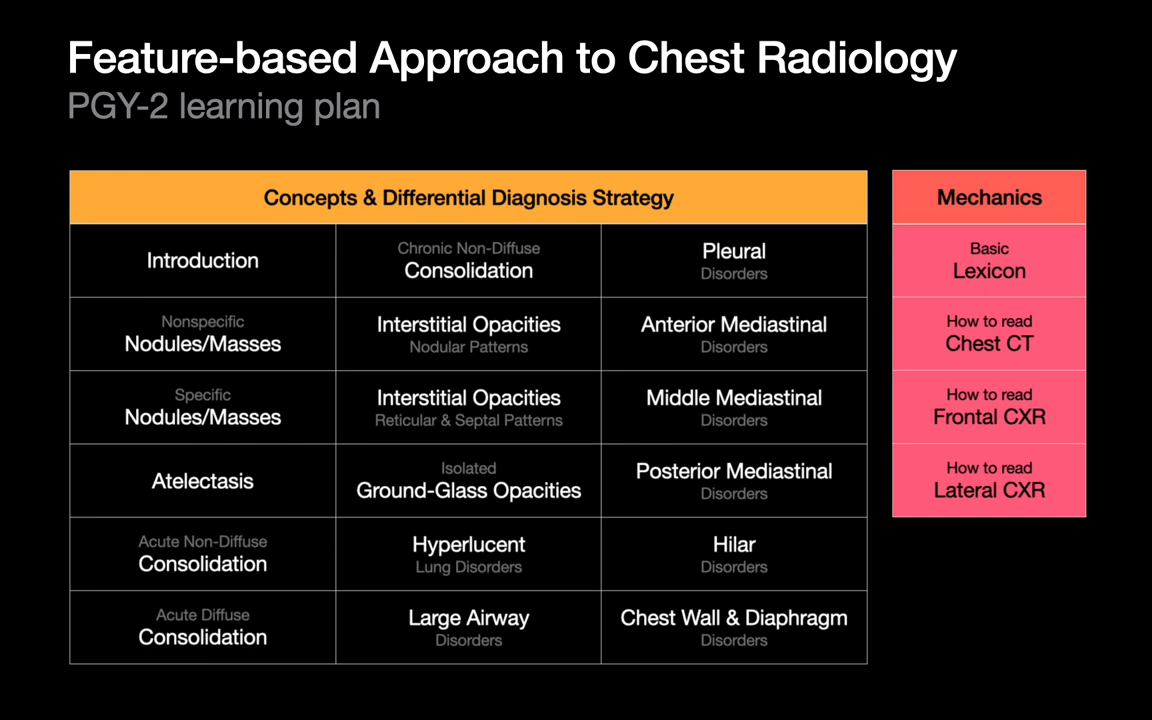 Feature-based Approach to Chest Radiology
PGY-2 learning plan
Concepts & Differential Diagnosis Strategy
Introduction
Chronic Non-Diffuse
Consolidation
Pleural
Disorders
Nonspecific
Nodules/Masses
Interstitial Opacities
Nodular Patterns
Anterior Mediastinal
Disorders
Specific
Nodules/Masses
Interstitial Opacities
Reticular & Septal Patterns
Middle Mediastinal
Disorders
Atelectasis
Isolated
Ground-Glass Opacities
Posterior Mediastinal
Disorders
Acute Non-Diffuse
Consolidation
Hyperlucent
Lung Disorders
Hilar
Disorders
Acute Diffuse
Consolidation
Large Airway
Disorders
Chest Wall & Diaphragm
Disorders
Mechanics
Basic
Lexicon
How to read
Chest CT
How to read
Frontal CXR
How to read
Lateral CXR